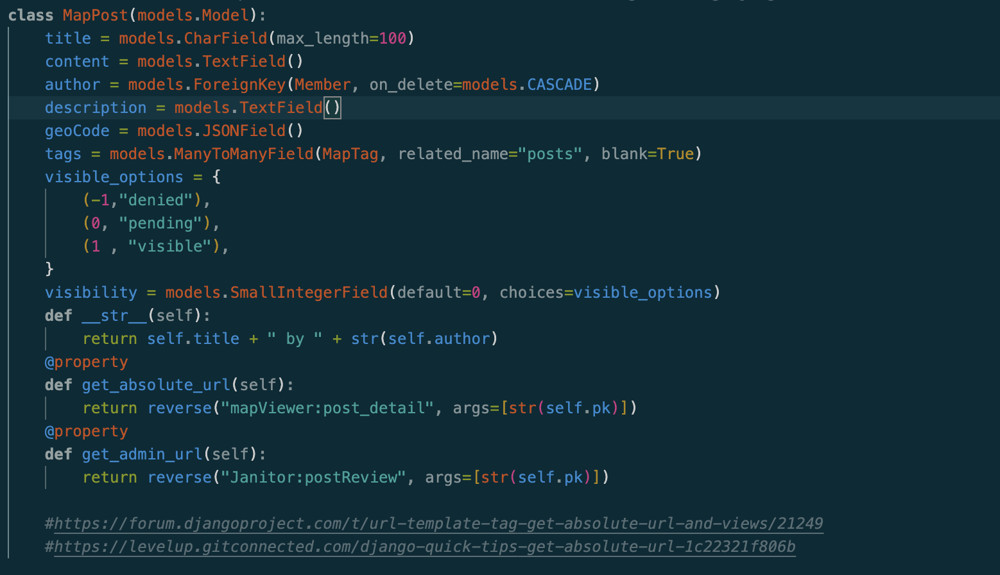 class MapPost(models.Model):
    title = models.CharField(max_length=100)
    content = models.TextField()
    author = models.ForeignKey(Member, on_delete=models.CASCADE)
    description = models.TextField()
    geoCode = models.JSONField()
    tags = models.ManyToManyField(MapTag, related_name="posts", blank=True)
    visible_options = {
        (-1,"denied"),
        (0, "pending"),
        (1 , "visible"),
    }
    visibility = models.SmallIntegerField(default=0, choices=visible_options)
    def __str__(self):
        return self.title + " by " + str(self.author)
    @property
    def get_absolute_url(self):
        return reverse("mapViewer:post_detail", args=[str(self.pk)])
    @property
    def get_admin_url(self):
        return reverse("Janitor:postReview", args=[str(self.pk)])

    #https://forum.djangoproject.com/t/url-template-tag-get-absolute-url-and-views/21249
    #https://levelup.gitconnected.com/django-quick-tips-get-absolute-url-1c22321f806b